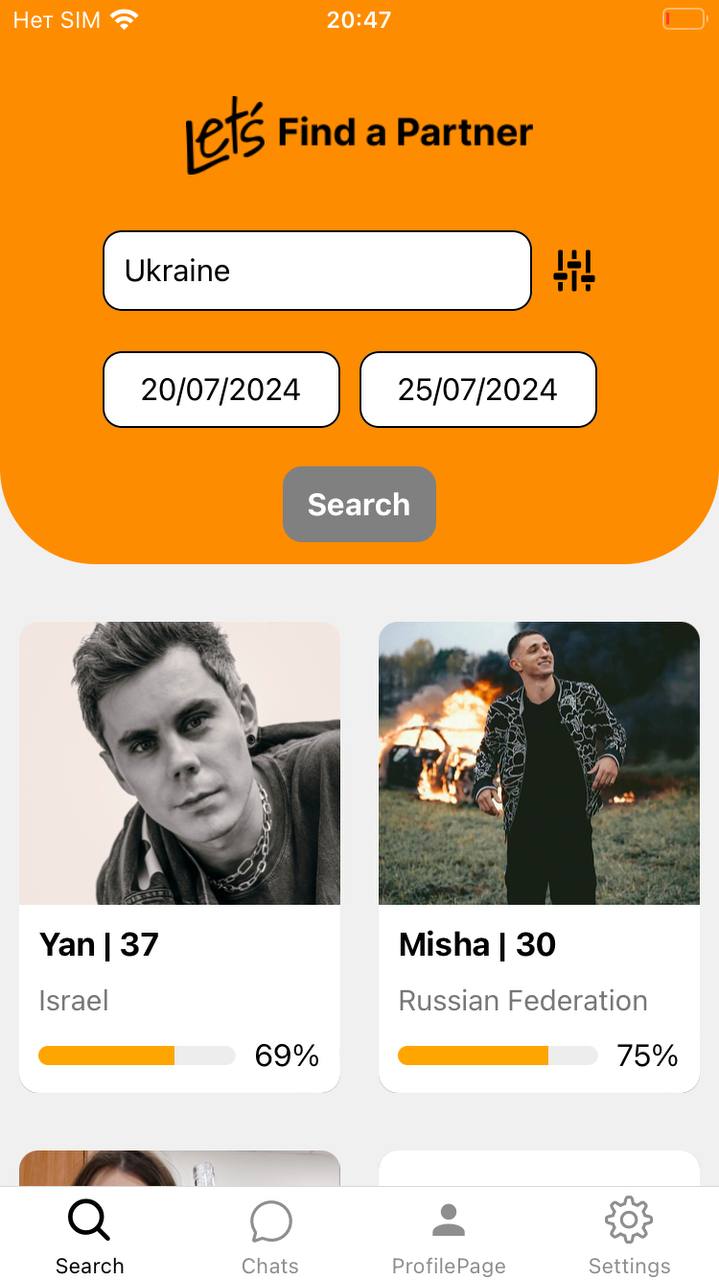 Нет SIM 20:47
Let's Find a Partner
Ukraine
20/07/2024 25/07/2024
Search
Yan | 37
Israel
69%
Misha | 30
Russian Federation
75%
Search Chats ProfilePage Settings